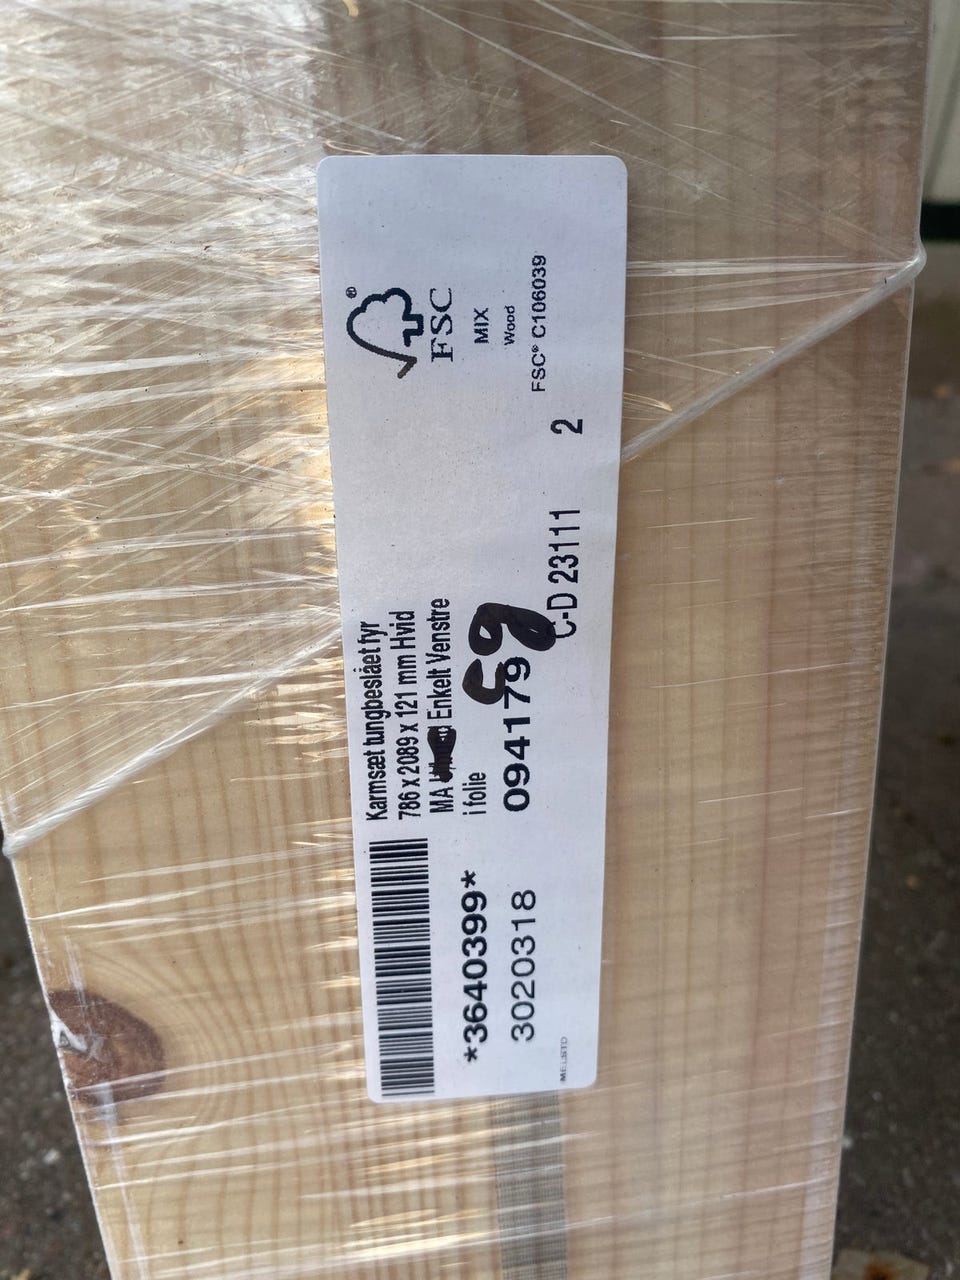 Karmsæt tungbeslået fyr
786 x 2089 x 121 mm Hvid
MA Enkelt Venstre
i folie
*3640399*
3020318
094179
C9
C-D 23111
2
®
FSC
MIX
Wood
FSC® C106039